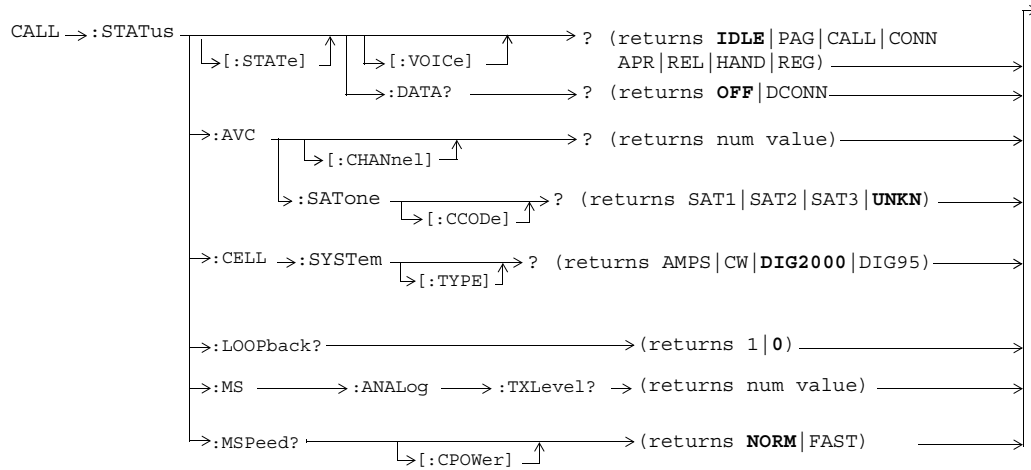 CALL :STATus ? (returns IDLE|PAG|CALL|CONN
[:STATe] [:VOICe] APR|REL|HAND|REG)
:DATA? ? (returns OFF|DCONN
:AVC ? (returns num value)
[:CHANnel]
:SATone ? (returns SAT1|SAT2|SAT3|UNKN)
[:CCODe]
:CELL :SYSTem ? (returns AMPS|CW|DIG2000|DIG95)
[:TYPE]
:LOOPback? (returns 1|0)
:MS :ANALog :TXLevel? (returns num value)
:MSPeed? (returns NORM|FAST)
[:CPOWer]